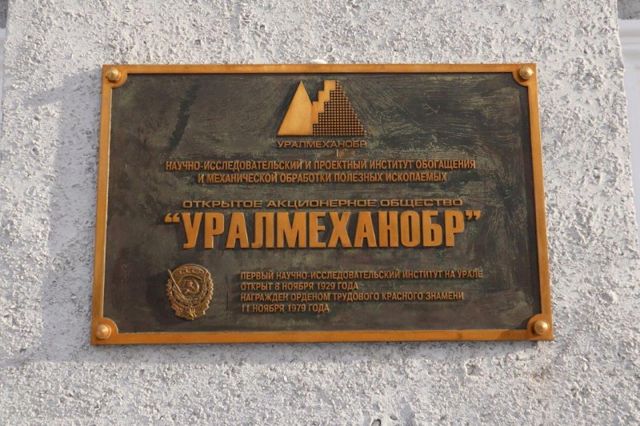 УРАЛМЕХАНОБР
НАУЧНО-ИССЛЕДОВАТЕЛЬСКИЙ И ПРОЕКТНЫЙ ИНСТИТУТ ОБОГАЩЕНИЯ
И МЕХАНИЧЕСКОЙ ОБРАБОТКИ ПОЛЕЗНЫХ ИСКОПАЕМЫХ
ОТКРЫТОЕ АКЦИОНЕРНОЕ ОБЩЕСТВО
“УРАЛМЕХАНОБР”
ПЕРВЫЙ НАУЧНО-ИССЛЕДОВАТЕЛЬСКИЙ ИНСТИТУТ НА УРАЛЕ
ОТКРЫТ 8 НОЯБРЯ 1929 ГОДА
НАГРАЖДЕН ОРДЕНОМ ТРУДОВОГО КРАСНОГО ЗНАМЕНИ
11 НОЯБРЯ 1979 ГОДА